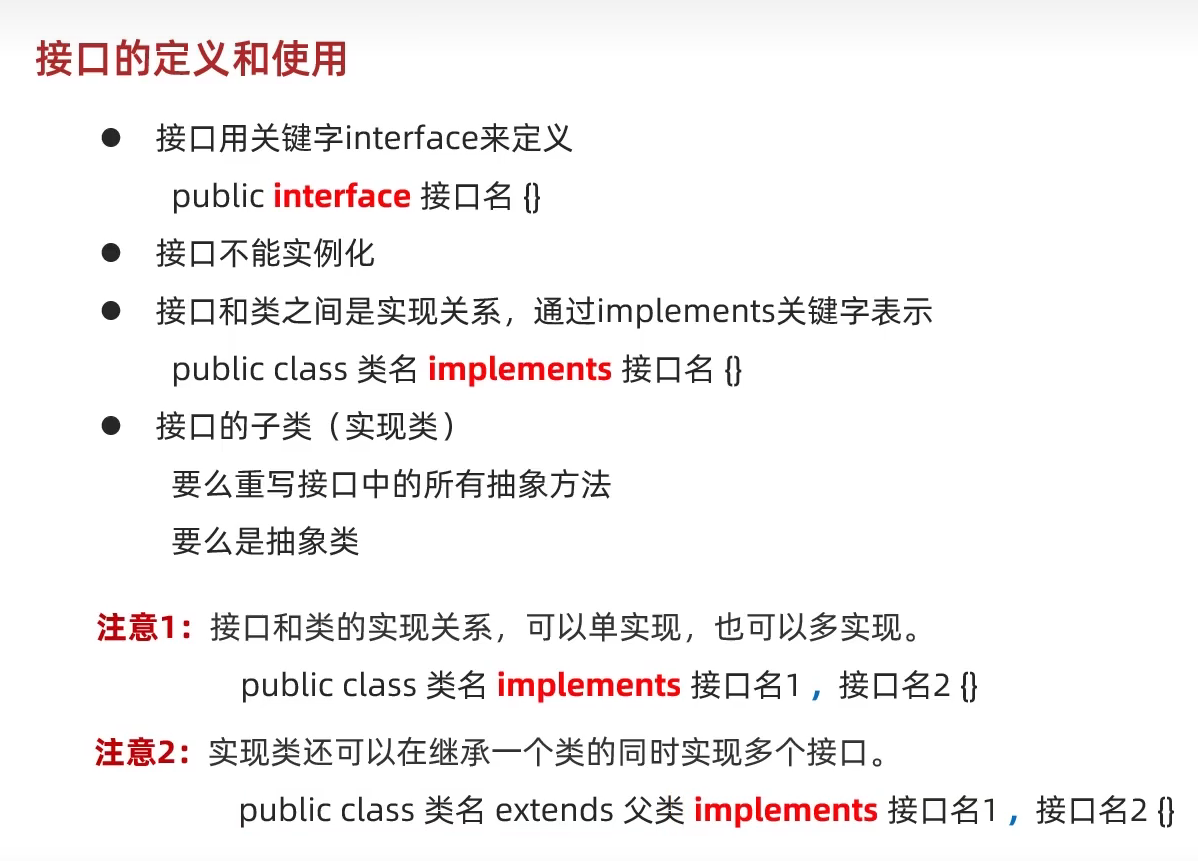 接口的定义和使用
● 接口用关键字interface来定义
public interface 接口名 {}
● 接口不能实例化
● 接口和类之间是实现关系，通过implements关键字表示
public class 类名 implements 接口名 {}
● 接口的子类（实现类）
要么重写接口中的所有抽象方法
要么是抽象类
注意1：接口和类的实现关系，可以单实现，也可以多实现。
public class 类名 implements 接口名1 ，接口名2 {}
注意2：实现类还可以在继承一个类的同时实现多个接口。
public class 类名 extends 父类 implements 接口名1 ，接口名2 {}